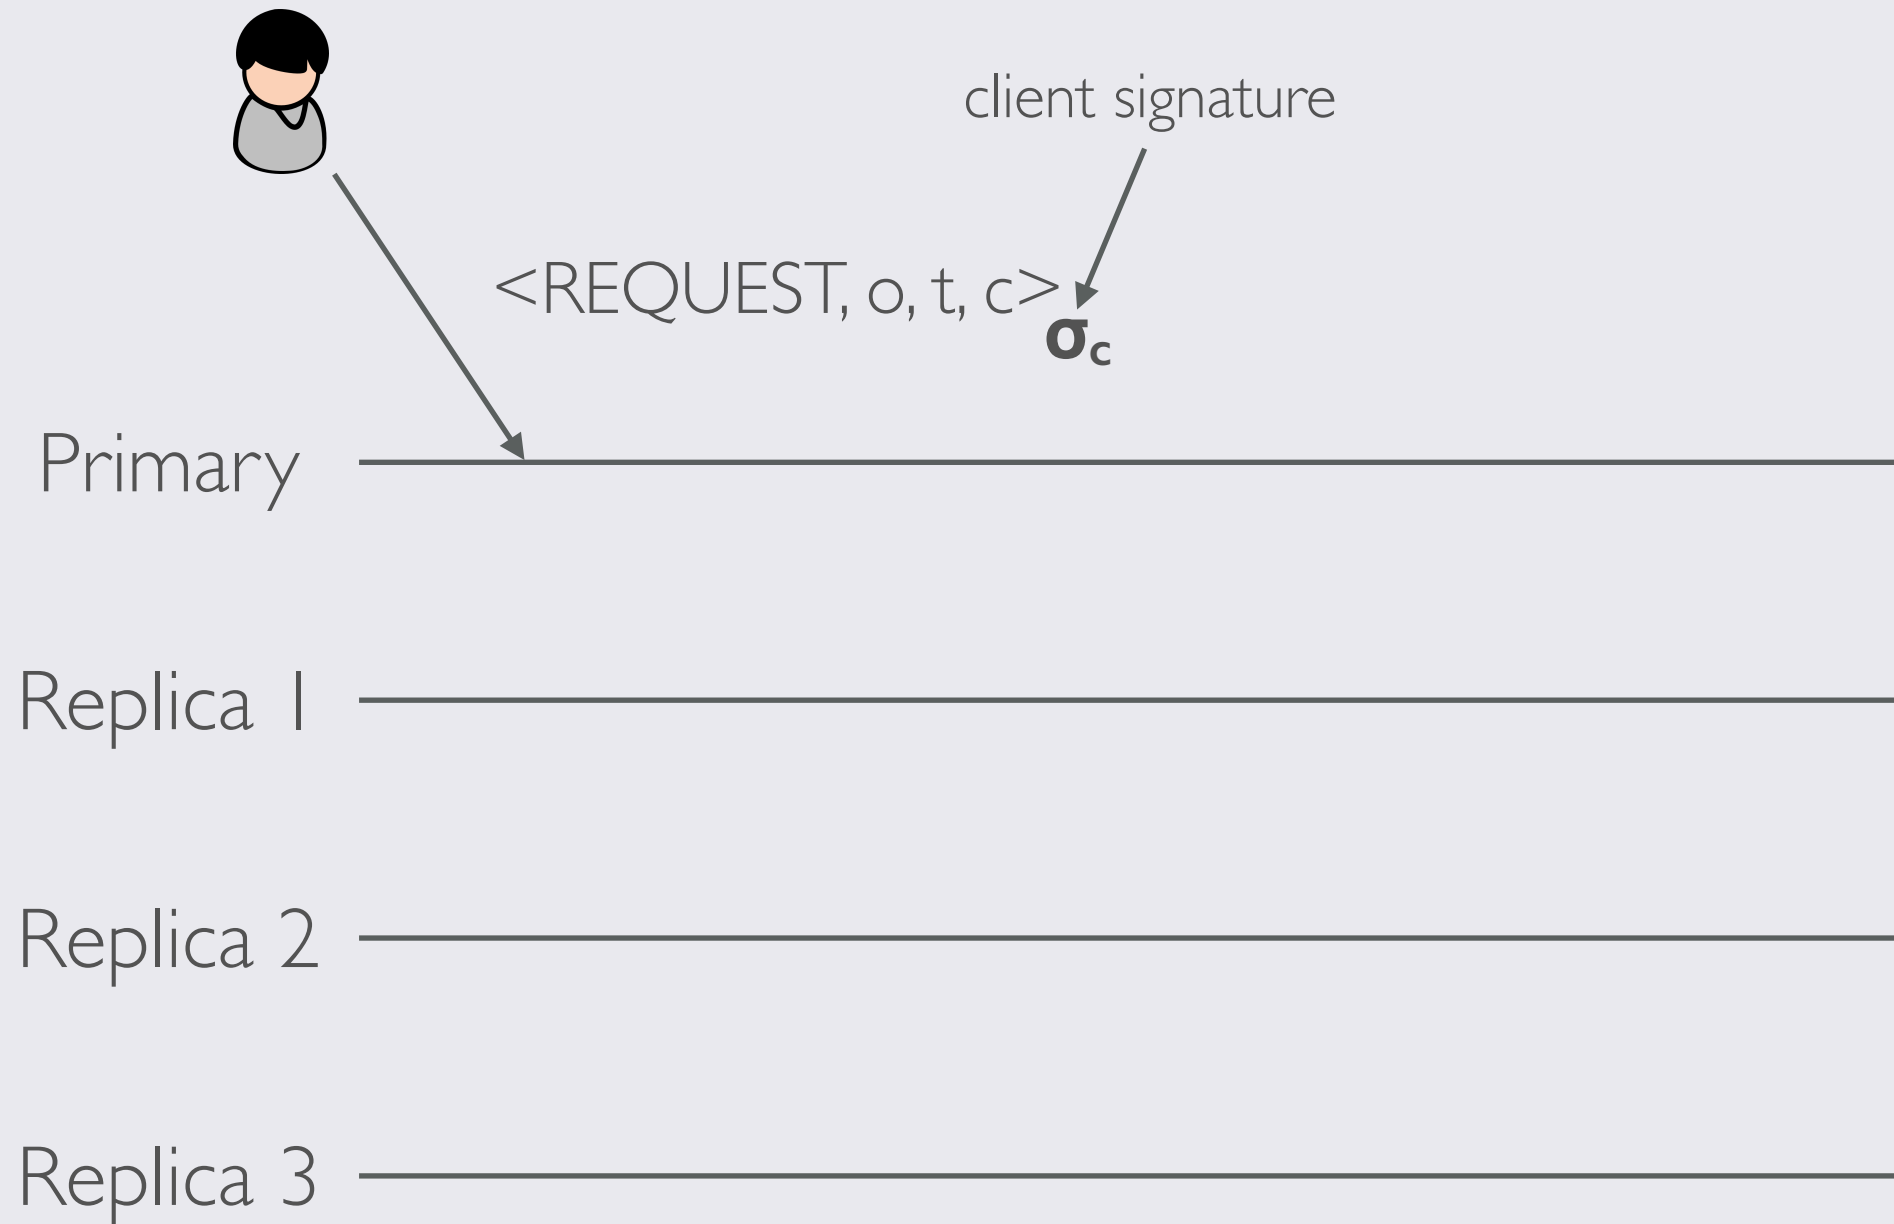 client signature
<REQUEST, o, t, c>
σc
Primary
Replica 1
Replica 2
Replica 3